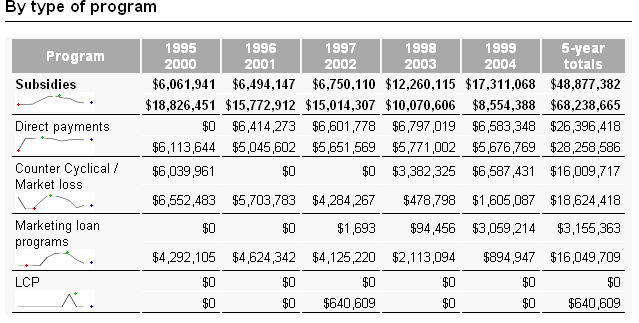 By type of program
Program 1995 1996 1997 1998 1999 5-year
2000 2001 2002 2003 2004 totals
Subsidies $6,061,941 $6,494,147 $6,750,110 $12,260,115 $17,311,068 $48,877,382
$18,826,451 $15,772,912 $15,014,307 $10,070,606 $8,554,388 $68,238,665
Direct payments $0 $6,414,273 $6,601,778 $6,797,019 $6,583,348 $26,396,418
$6,113,644 $5,045,602 $5,651,569 $5,771,002 $5,676,769 $28,258,586
Counter Cyclical / $6,039,961 $0 $0 $3,382,325 $6,587,431 $16,009,717
Market loss
$6,552,483 $5,703,783 $4,284,267 $478,798 $1,605,087 $18,624,418
Marketing loan $0 $0 $1,693 $94,456 $3,059,214 $3,155,363
programs
$4,292,105 $4,624,342 $4,125,220 $2,113,094 $894,947 $16,049,709
LCP $0 $0 $0 $0 $0 $0
$0 $0 $640,609 $0 $0 $640,609